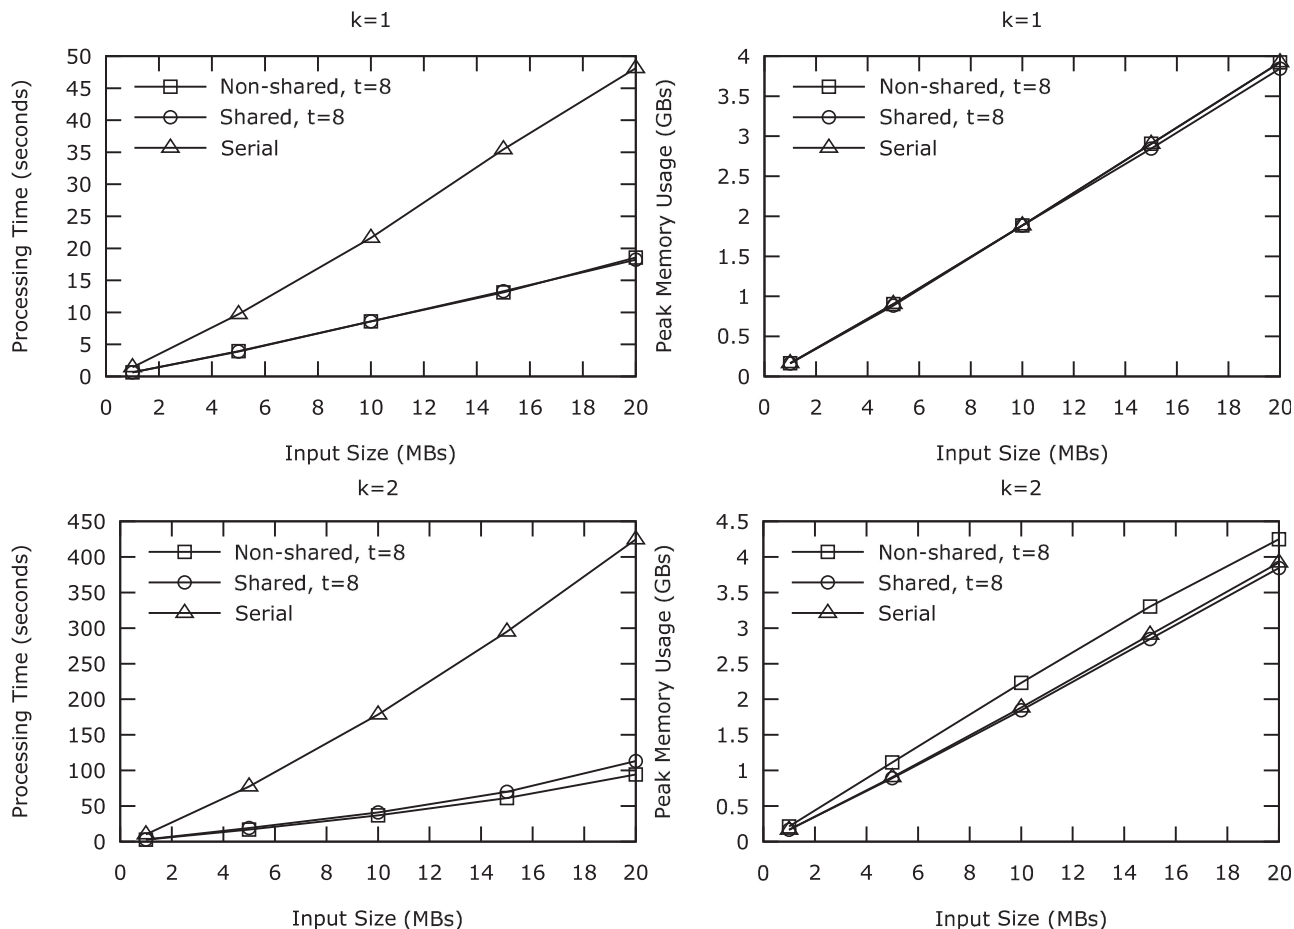 k=1
50
45
40
35
30
25
20
15
10
5
0
Processing Time (seconds)
Non-shared, t=8
Shared, t=8
Serial
0 2 4 6 8 10 12 14 16 18 20
Input Size (MBs)
k=1
4
3.5
3
2.5
2
1.5
1
0.5
0
Peak Memory Usage (GBs)
Non-shared, t=8
Shared, t=8
Serial
0 2 4 6 8 10 12 14 16 18 20
Input Size (MBs)
k=2
450
400
350
300
250
200
150
100
50
0
Processing Time (seconds)
Non-shared, t=8
Shared, t=8
Serial
0 2 4 6 8 10 12 14 16 18 20
Input Size (MBs)
k=2
4.5
4
3.5
3
2.5
2
1.5
1
0.5
0
Peak Memory Usage (GBs)
Non-shared, t=8
Shared, t=8
Serial
0 2 4 6 8 10 12 14 16 18 20
Input Size (MBs)